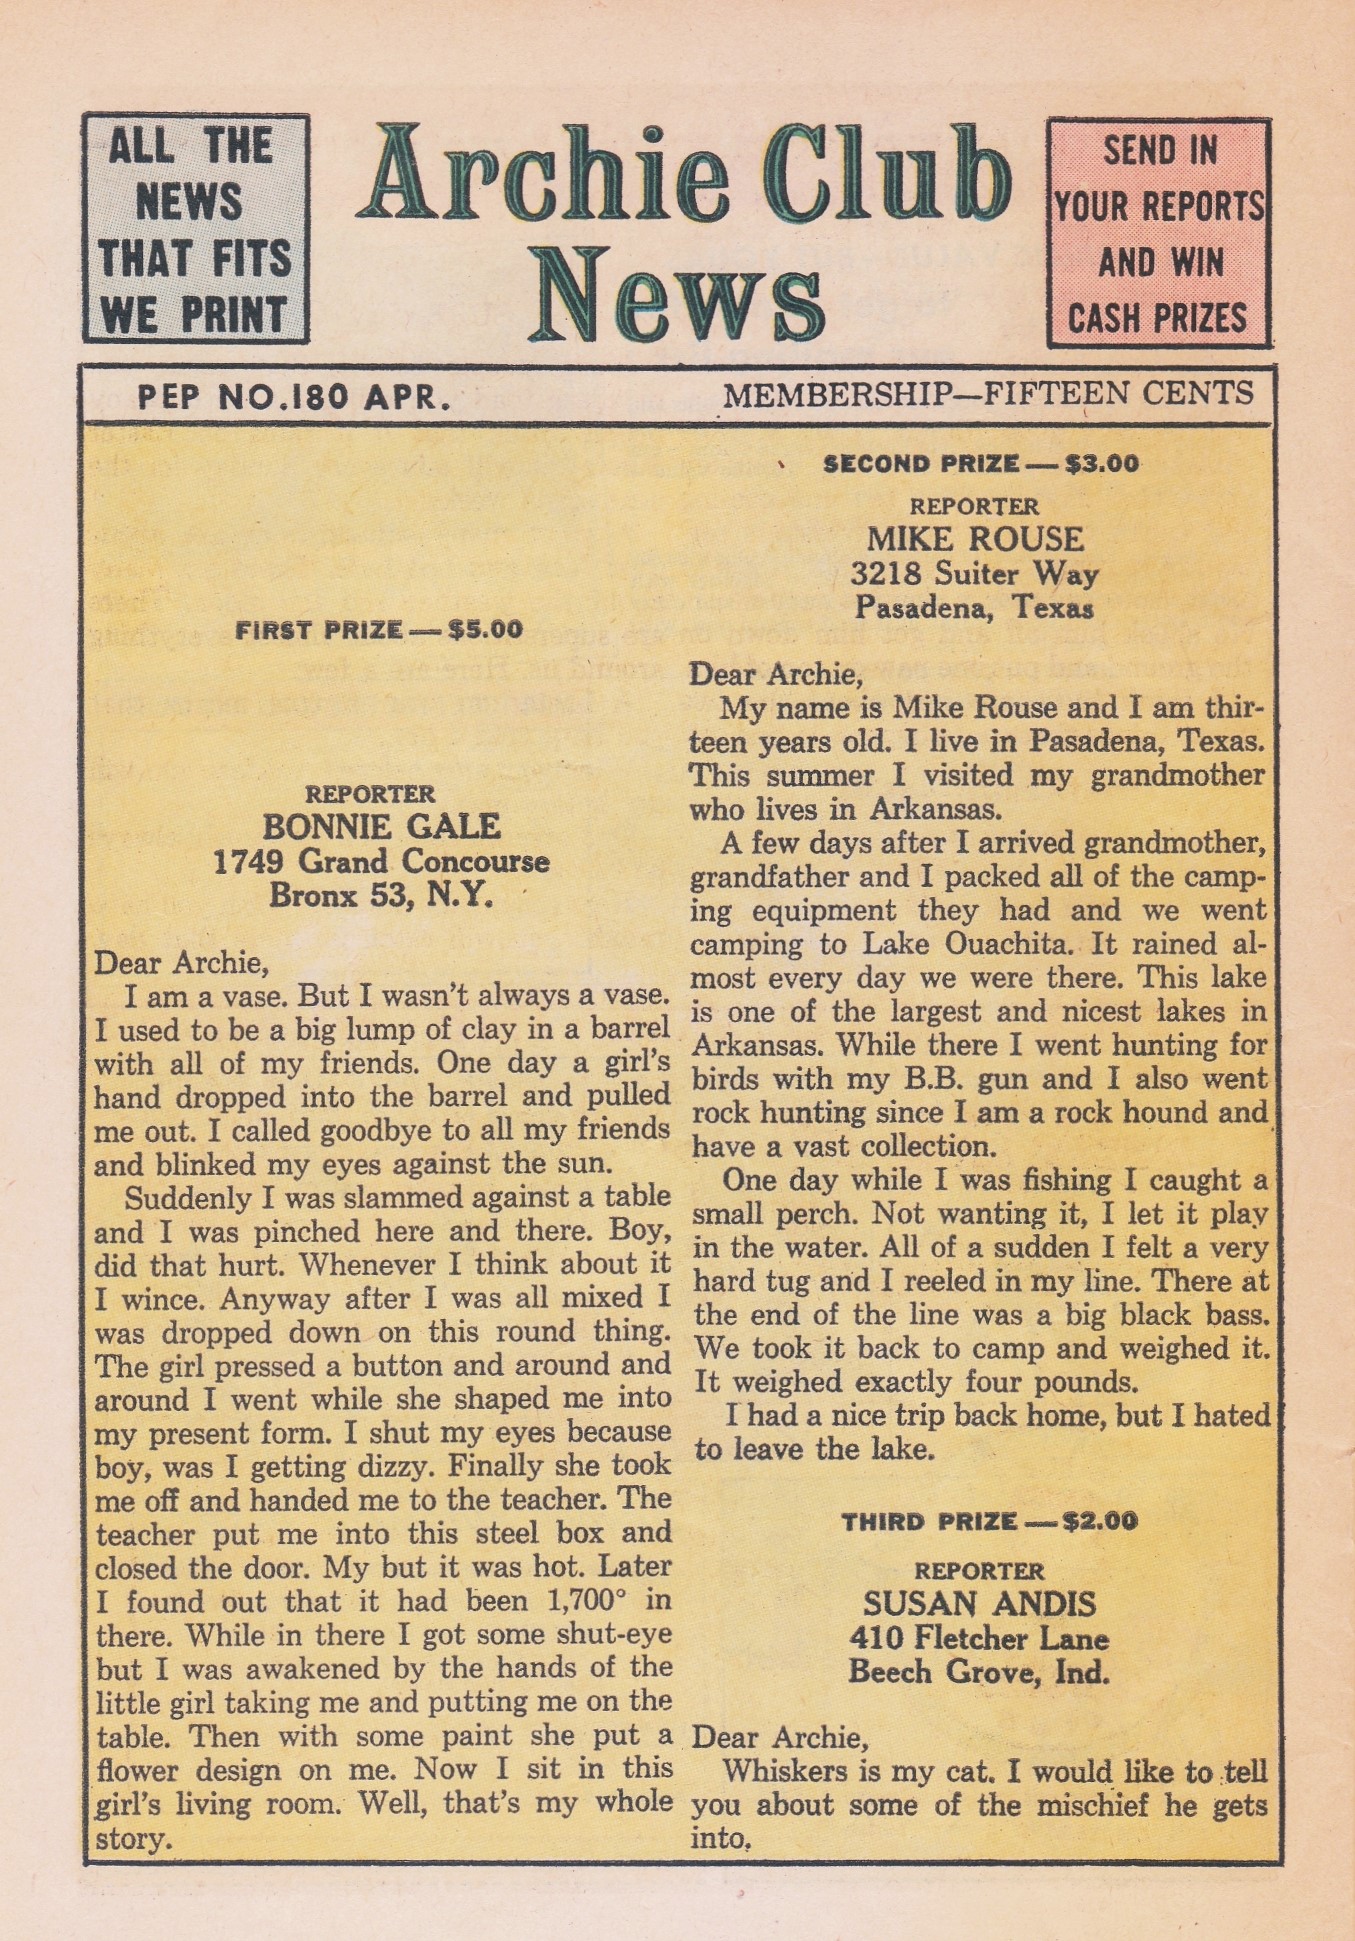 ALL THE
NEWS
THAT FITS
WE PRINT
Archie Club
News
SEND IN
YOUR REPORTS
AND WIN
CASH PRIZES
PEP NO.180 APR.
MEMBERSHIP—FIFTEEN CENTS
FIRST PRIZE — $5.00
REPORTER
BONNIE GALE
1749 Grand Concourse
Bronx 53, N.Y.
Dear Archie,
I am a vase. But I wasn't always a vase.
I used to be a big lump of clay in a barrel
with all of my friends. One day a girl's
hand dropped into the barrel and pulled
me out. I called goodbye to all my friends
and blinked my eyes against the sun.
Suddenly I was slammed against a table
and I was pinched here and there. Boy,
did that hurt. Whenever I think about it
I wince. Anyway after I was all mixed I
was dropped down on this round thing.
The girl pressed a button and around and
around I went while she shaped me into
my present form. I shut my eyes because
boy, was I getting dizzy. Finally she took
me off and handed me to the teacher. The
teacher put me into this steel box and
closed the door. My but it was hot. Later
I found out that it had been 1,700° in
there. While in there I got some shut-eye
but I was awakened by the hands of the
little girl taking me and putting me on the
table. Then with some paint she put a
flower design on me. Now I sit in this
girl's living room. Well, that's my whole
story.
SECOND PRIZE — $3.00
REPORTER
MIKE ROUSE
3218 Suiter Way
Pasadena, Texas
Dear Archie,
My name is Mike Rouse and I am thir-
teen years old. I live in Pasadena, Texas.
This summer I visited my grandmother
who lives in Arkansas.
A few days after I arrived grandmother,
grandfather and I packed all of the camp-
ing equipment they had and we went
camping to Lake Ouachita. It rained al-
most every day we were there. This lake
is one of the largest and nicest lakes in
Arkansas. While there I went hunting for
birds with my B.B. gun and I also went
rock hunting since I am a rock hound and
have a vast collection.
One day while I was fishing I caught a
small perch. Not wanting it, I let it play
in the water. All of a sudden I felt a very
hard tug and I reeled in my line. There at
the end of the line was a big black bass.
We took it back to camp and weighed it.
It weighed exactly four pounds.
I had a nice trip back home, but I hated
to leave the lake.
THIRD PRIZE — $2.00
REPORTER
SUSAN ANDIS
410 Fletcher Lane
Beech Grove, Ind.
Dear Archie,
Whiskers is my cat. I would like to tell
you about some of the mischief he gets
into.